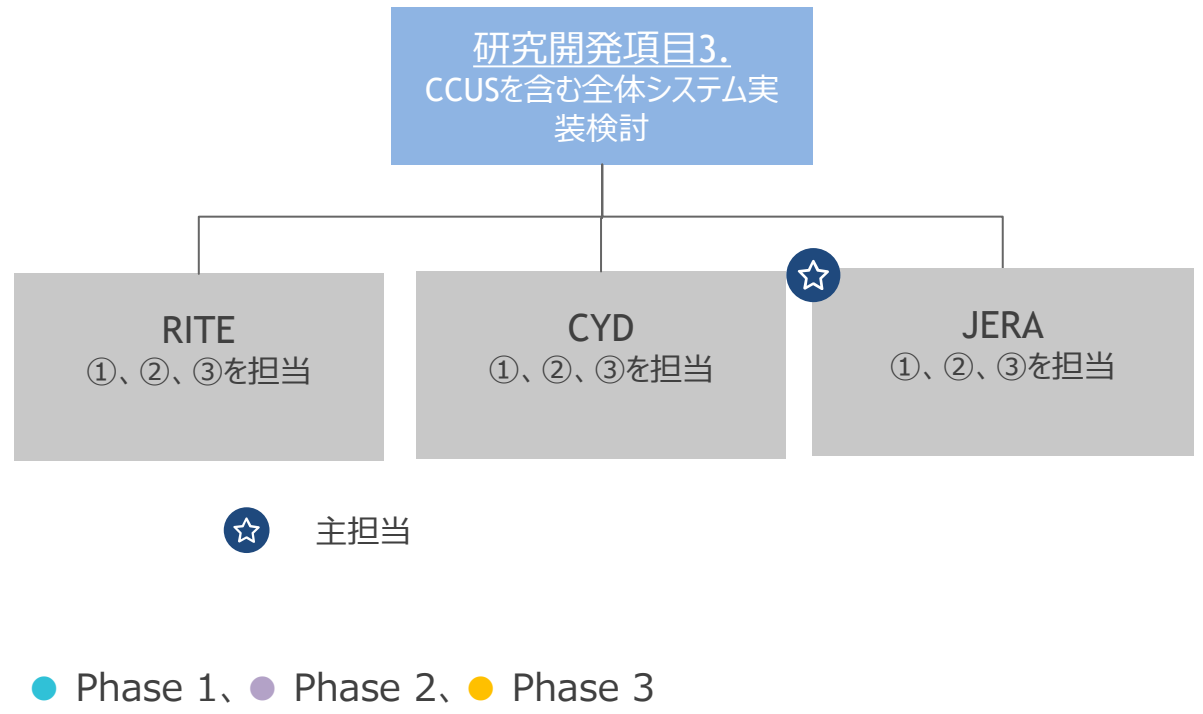 研究開発項目3.
CCUSを含む全体システム実
装検討
RITE
①、②、③を担当
CYD
①、②、③を担当
JERA
①、②、③を担当
主担当
Phase 1、 Phase 2、 Phase 3